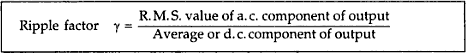 Ripple factor γ = R.M.S. value of a.c. component of output / Average or d.c. component of output